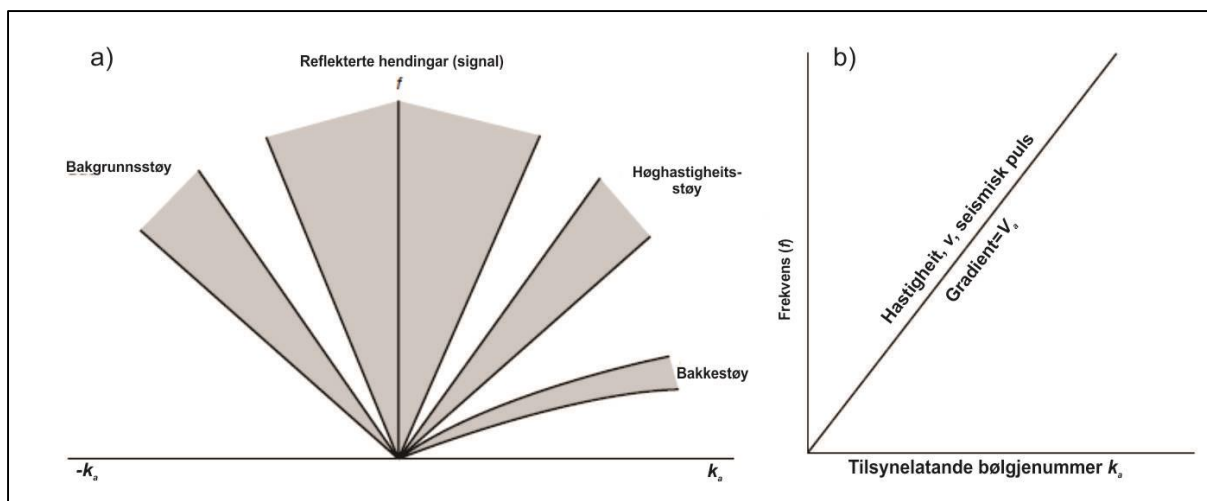 a)
Reflekterte hendingar (signal)
f
Bakgrunnsstøy
Høghastigheits-
støy
Bakkestøy
-kₐ
kₐ
b)
Frekvens (f)
Hastigheit, v, seismisk puls
Gradient=Vₐ
Tilsynelatande bølgjenummer kₐ